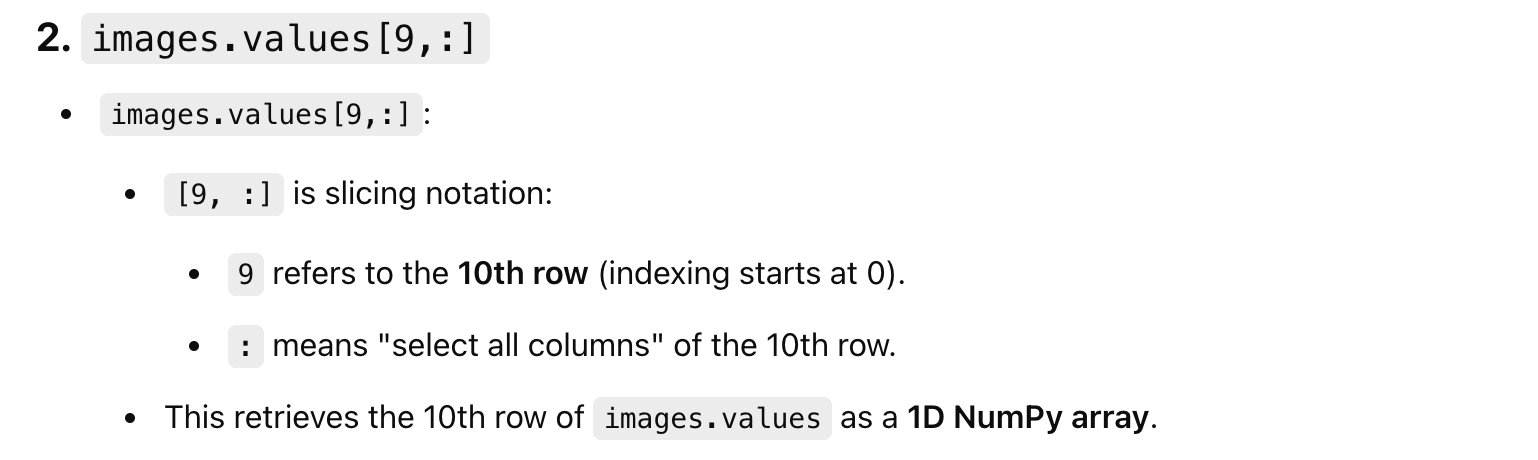 2. images.values[9,:]
• images.values[9,:]:
• [9, :] is slicing notation:
• 9 refers to the 10th row (indexing starts at 0).
• : means "select all columns" of the 10th row.
• This retrieves the 10th row of images.values as a 1D NumPy array.